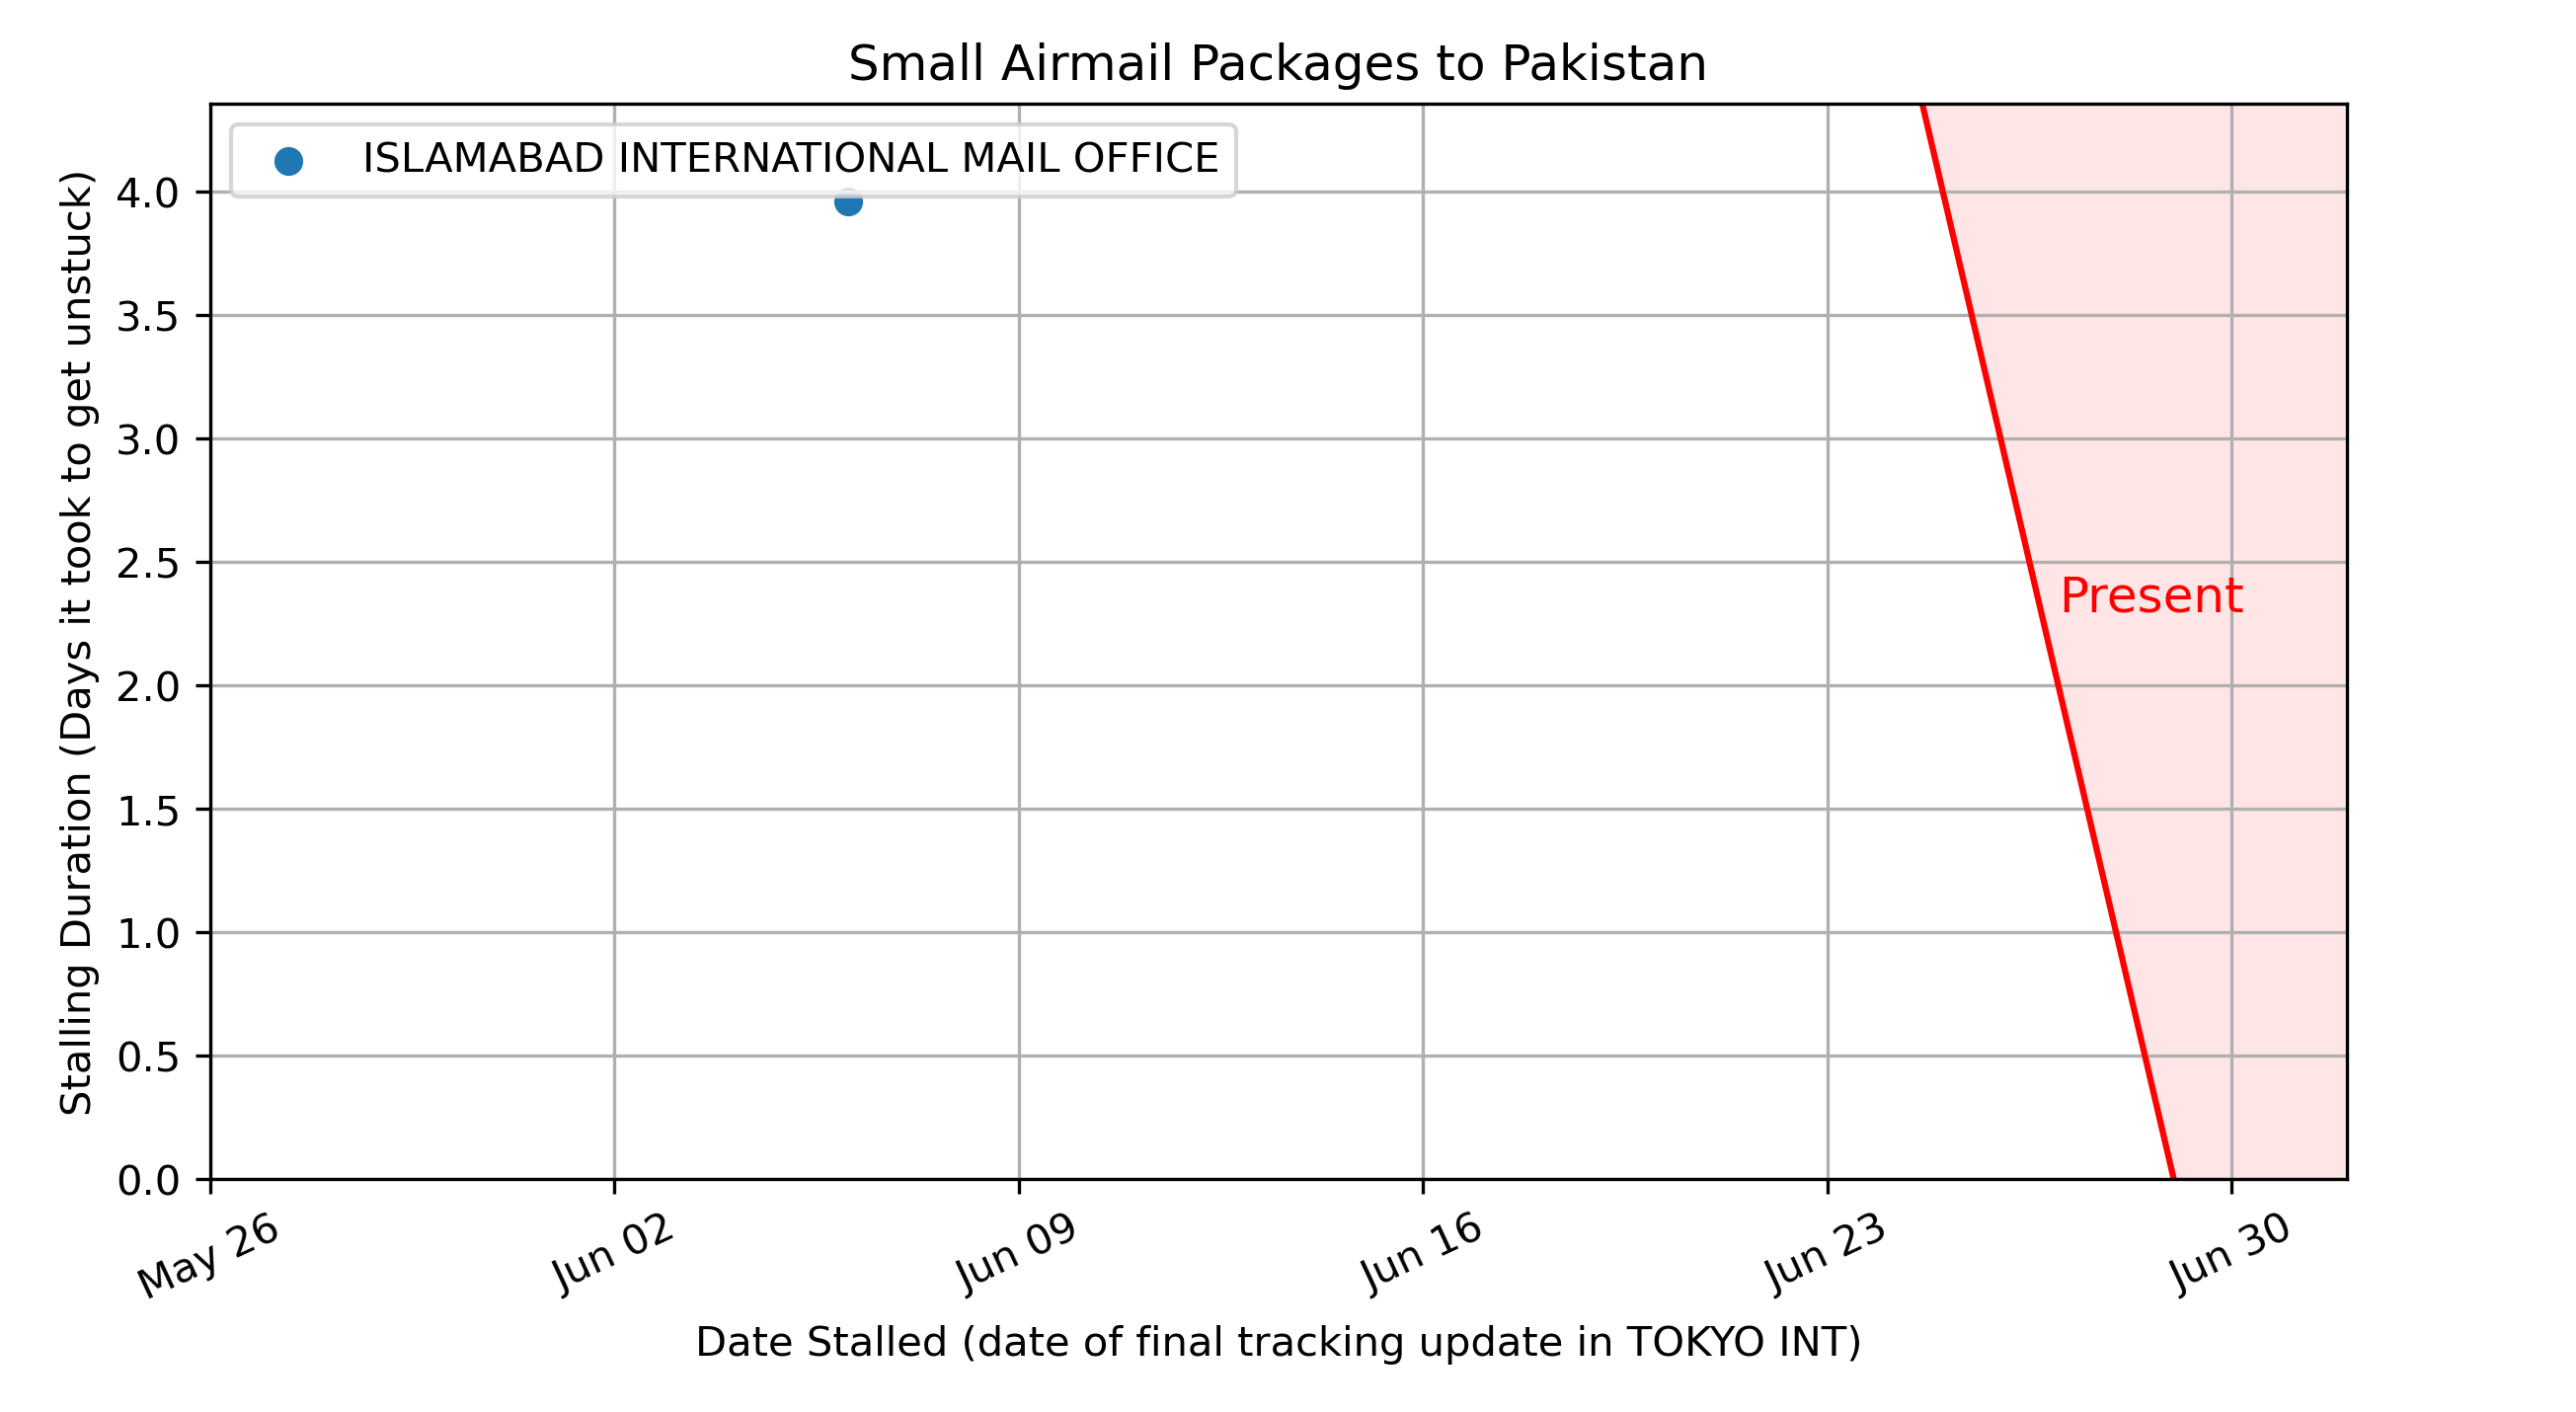 Small Airmail Packages to Pakistan
ISLAMABAD INTERNATIONAL MAIL OFFICE
Stalling Duration (Days it took to get unstuck)
4.0
3.5
3.0
2.5
2.0
1.5
1.0
0.5
0.0
Present
May 26
Jun 02
Jun 09
Jun 16
Jun 23
Jun 30
Date Stalled (date of final tracking update in TOKYO INT)